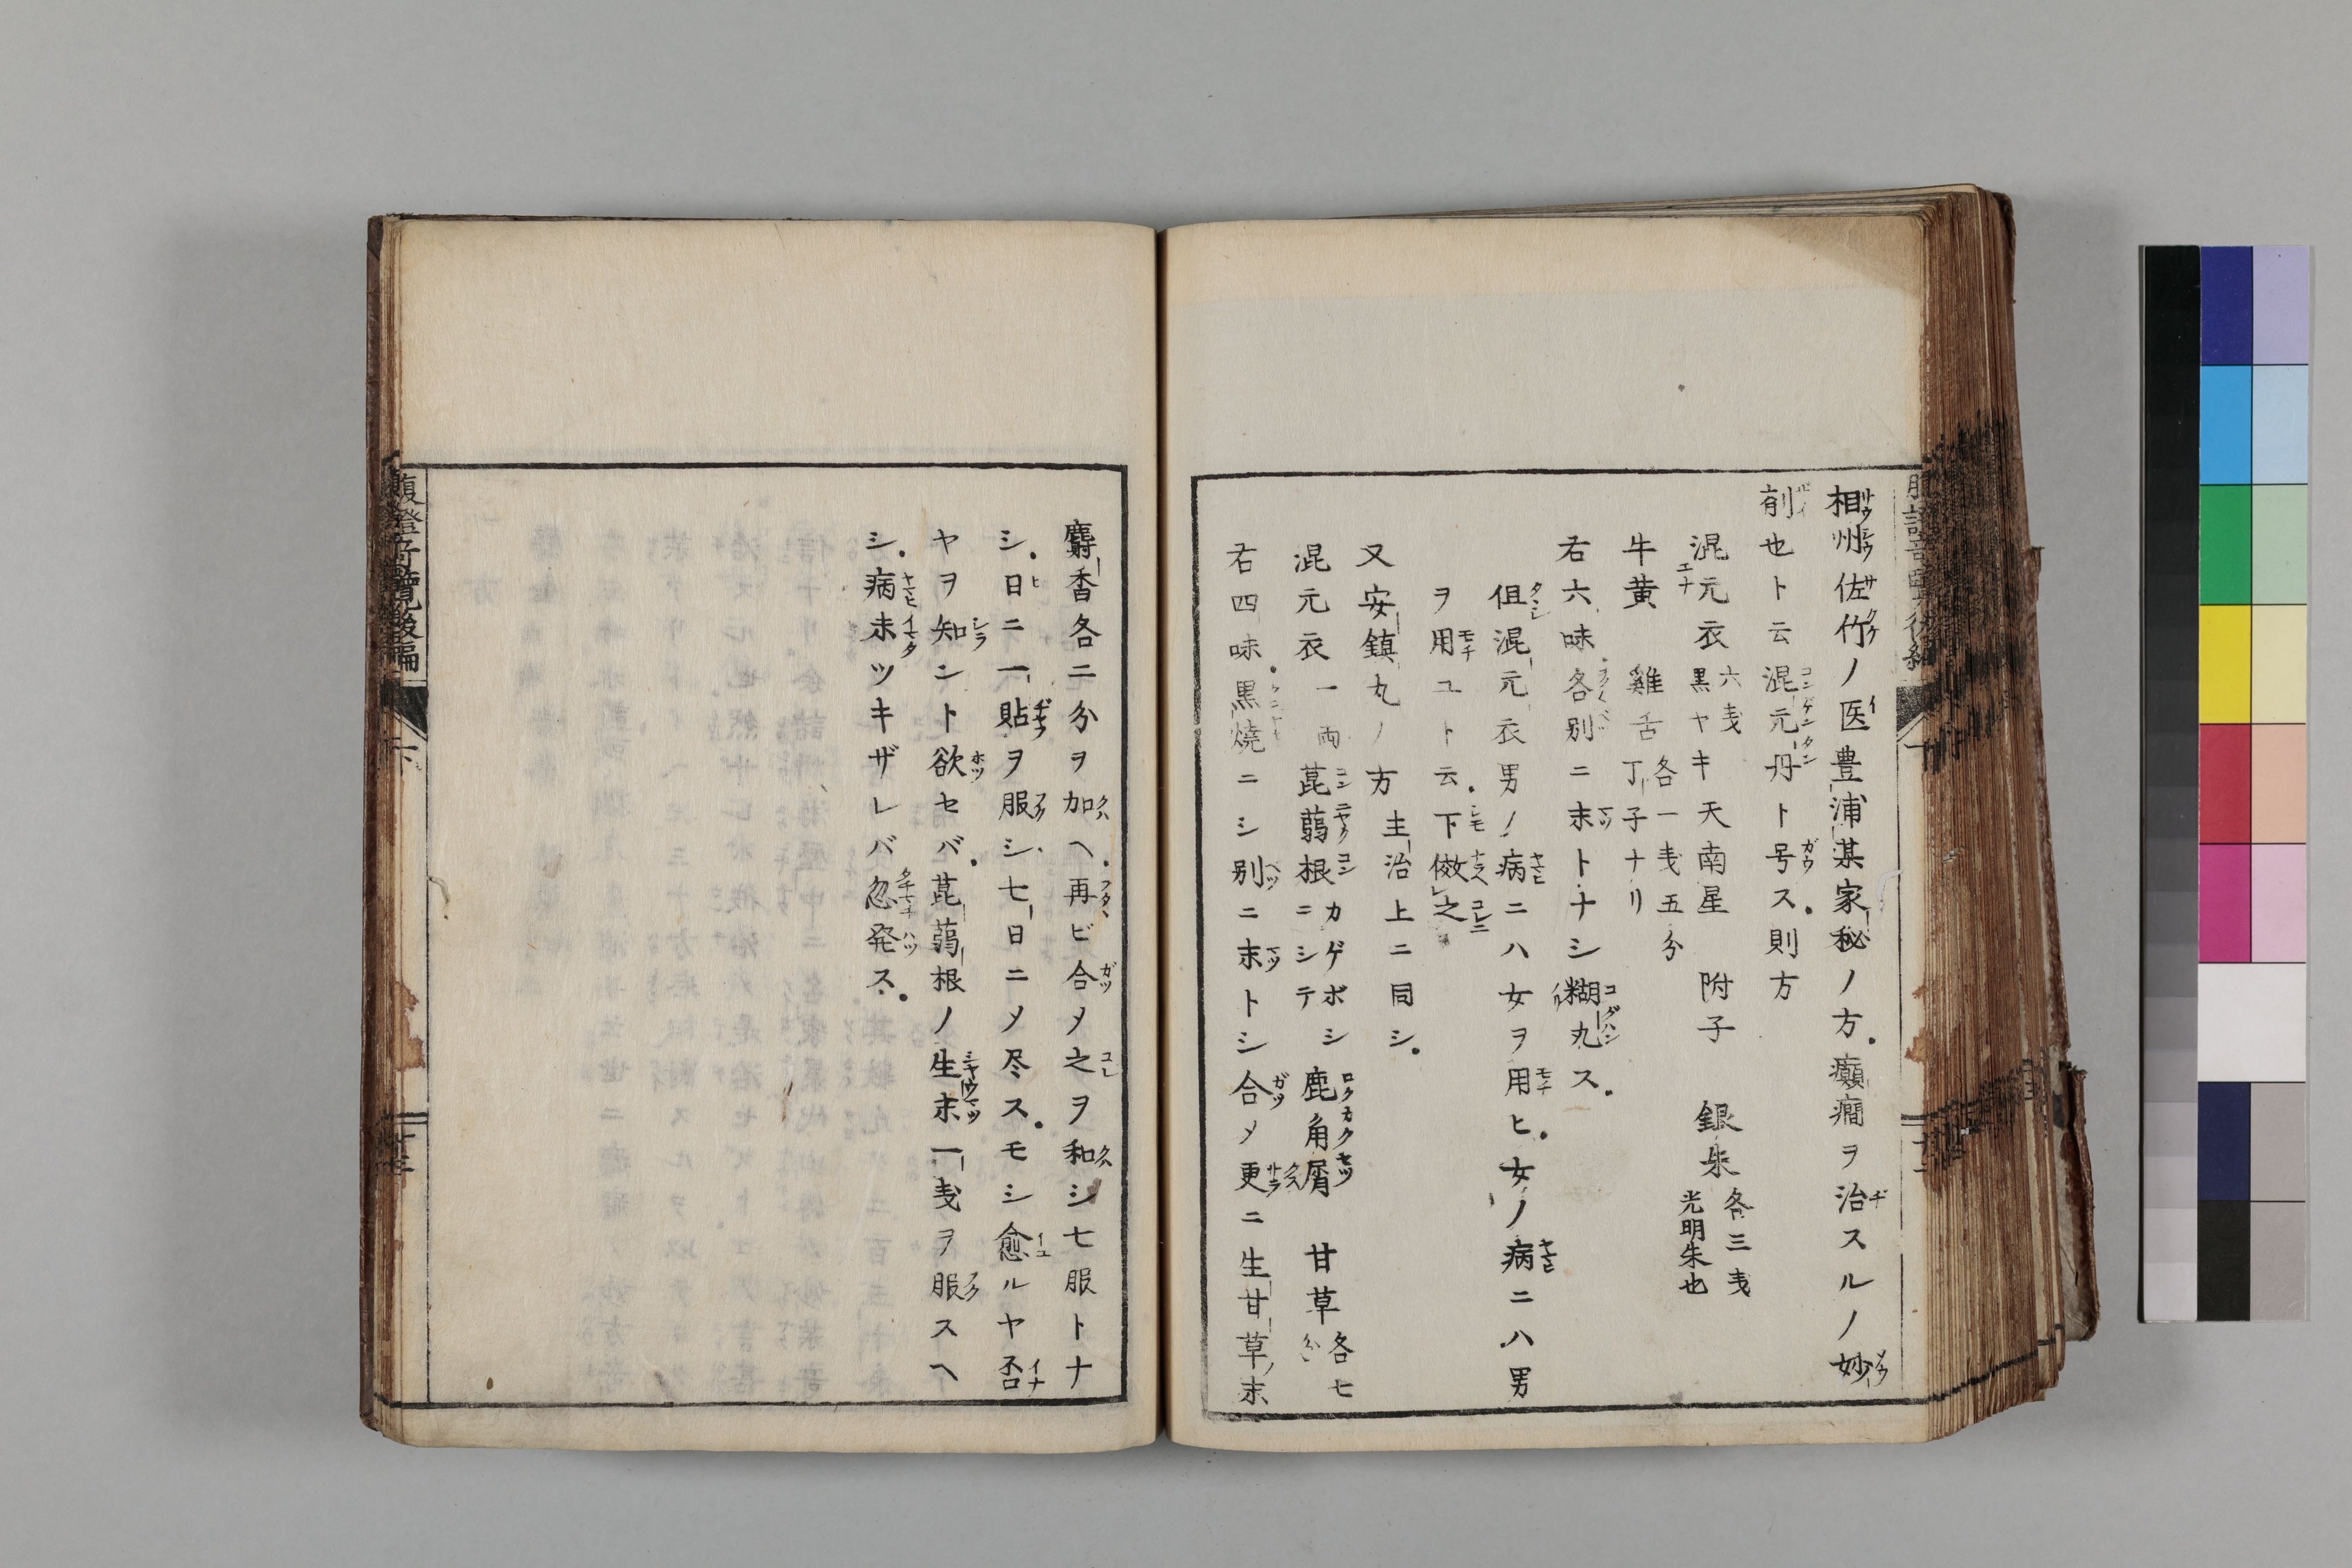 相州佐竹ノ医豊浦某家秘ノ方癲癇ヲ治スルノ妙
剤也ト云混元丹ト号ス則方
混元衣六戔黒ヤキ天南星 附子 銀朱各三戔光明朱也
牛黄 雞舌丁子ナリ各一戔五分
右六味各別ニ末トナシ糊丸ス
但混元衣男ノ病ニハ女ヲ用ヒ女ノ病ニハ男
ヲ用ユト云下傚之
又安鎮丸ノ方 主治上ニ同シ
混元衣一両菎蒻根カゲボシニシテ鹿角屑 甘草各七分
右四味黒焼ニシ別ニ末トシ合メ更ニ生甘草末
麝香各二分ヲ加ヘ再ビ合メ之ヲ和シ七服トナ
シ日ニ一貼ヲ服シ七日ニメ尽スモシ愈ルヤ否
ヤヲ知ント欲セバ菎蒻根ノ生末一戔ヲ服スヘ
シ病未ツキザレバ忽発ス
後編
下